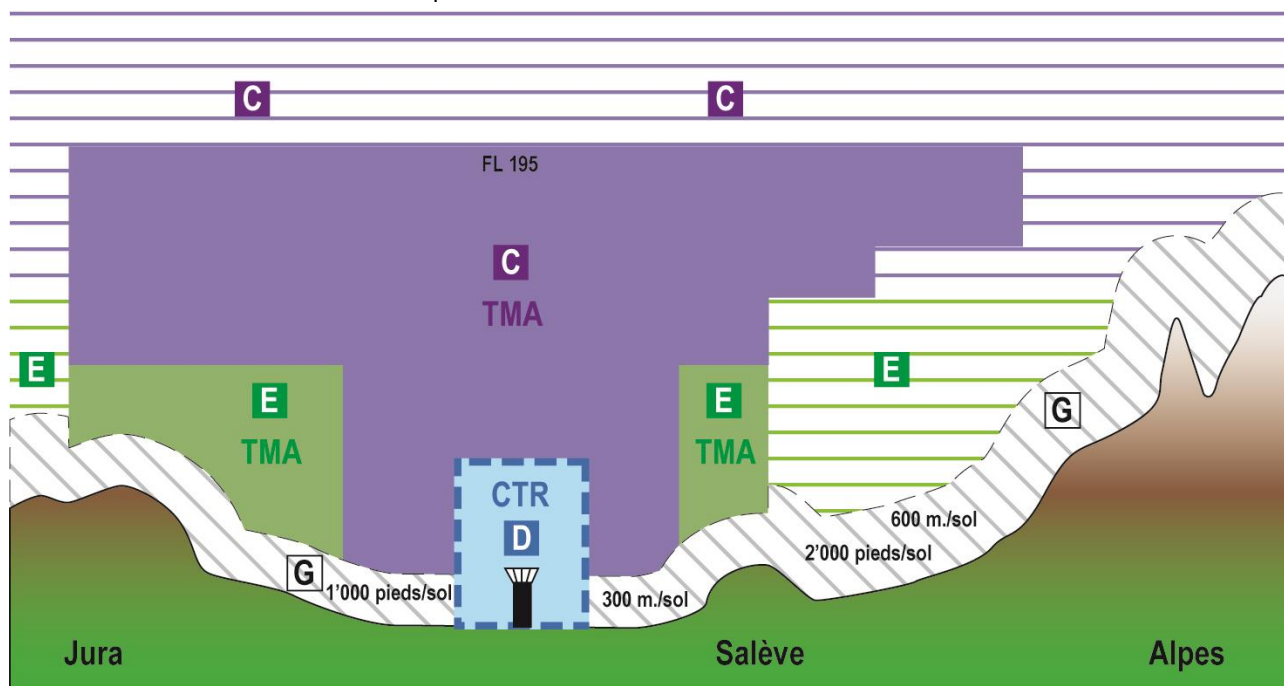 C
C
FL 195
C
TMA
E
E
TMA
E
TMA
E
G
CTR
D
600 m./sol
2'000 pieds/sol
G
1'000 pieds/sol
300 m./sol
Jura
Salève
Alpes